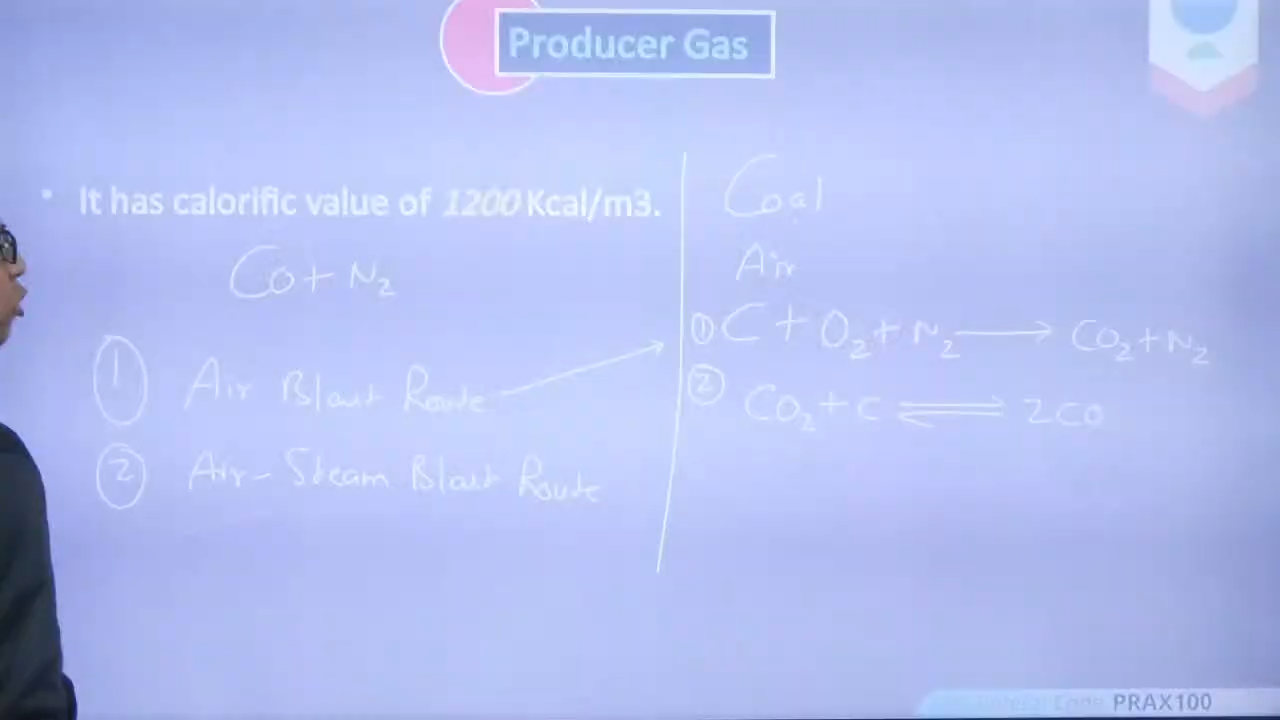 Producer Gas
• It has calorific value of 1200 Kcal/m3.
Co + N2
① Air Blast Route
② Air-Steam Blast Route
Coal
Air
① C + O2 + N2 → CO2 + N2
② CO2 + C ⇌ 2CO
Code PRAX100